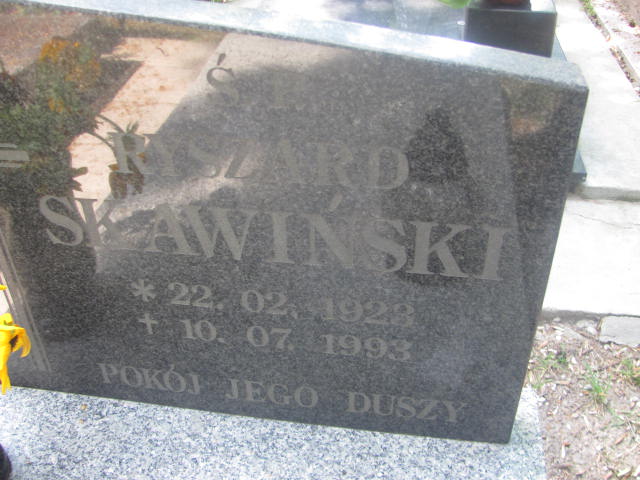 Ś.P.
RYSZARD
SKAWIŃSKI
* 22. 02. 1923
✝ 10. 07. 1993
POKÓJ JEGO DUSZY